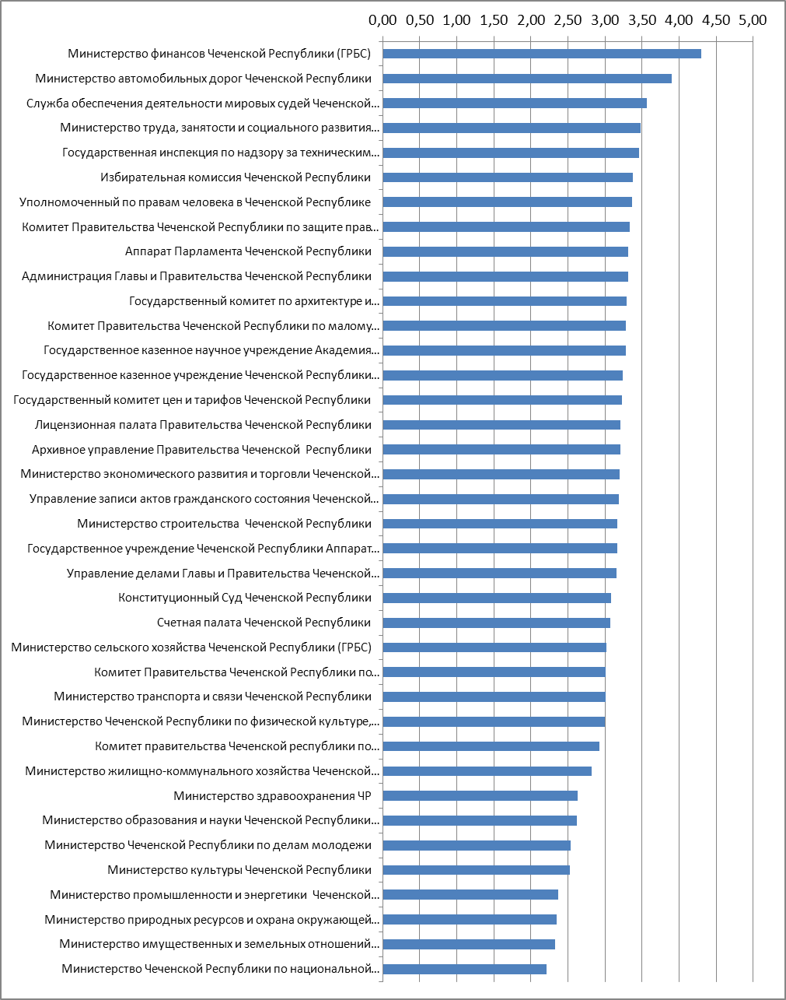 0,00 0,50 1,00 1,50 2,00 2,50 3,00 3,50 4,00 4,50 5,00
Министерство финансов Чеченской Республики (ГРБС)
Министерство автомобильных дорог Чеченской Республики
Служба обеспечения деятельности мировых судей Чеченской…
Министерство труда, занятости и социального развития…
Государственная инспекция по надзору за техническим…
Избирательная комиссия Чеченской Республики
Уполномоченный по правам человека в Чеченской Республике
Комитет Правительства Чеченской Республики по защите прав…
Аппарат Парламента Чеченской Республики
Администрация Главы и Правительства Чеченской Республики
Государственный комитет по архитектуре и…
Комитет Правительства Чеченской Республики по малому…
Государственное казенное научное учреждение Академия…
Государственное казенное учреждение Чеченской Республики…
Государственный комитет цен и тарифов Чеченской Республики
Лицензионная палата Правительства Чеченской Республики
Архивное управление Правительства Чеченской  Республики
Министерство экономического развития и торговли Чеченской…
Управление записи актов гражданского состояния Чеченской…
Министерство строительства  Чеченской Республики
Государственное учреждение Чеченской Республики Аппарат…
Управление делами Главы и Правительства Чеченской…
Конституционный Суд Чеченской Республики
Счетная палата Чеченской Республики
Министерство сельского хозяйства Чеченской Республики (ГРБС)
Комитет Правительства Чеченской Республики по…
Министерство транспорта и связи Чеченской Республики
Министерство Чеченской Республики по физической культуре,…
Комитет правительства Чеченской республики по…
Министерство жилищно-коммунального хозяйства Чеченской…
Министерство здравоохранения ЧР
Министерство образования и науки Чеченской Республики…
Министерство Чеченской Республики по делам молодежи
Министерство культуры Чеченской Республики
Министерство промышленности и энергетики  Чеченской…
Министерство природных ресурсов и охрана окружающей…
Министерство имущественных и земельных отношений…
Министерство Чеченской Республики по национальной…